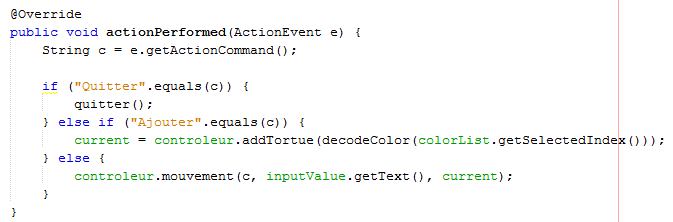 @Override
public void actionPerformed(ActionEvent e) {
    String c = e.getActionCommand();

    if ("Quitter".equals(c)) {
        quitter();
    } else if ("Ajouter".equals(c)) {
        current = controleur.addTortue(decodeColor(colorList.getSelectedIndex()));
    } else {
        controleur.mouvement(c, inputValue.getText(), current);
    }
}